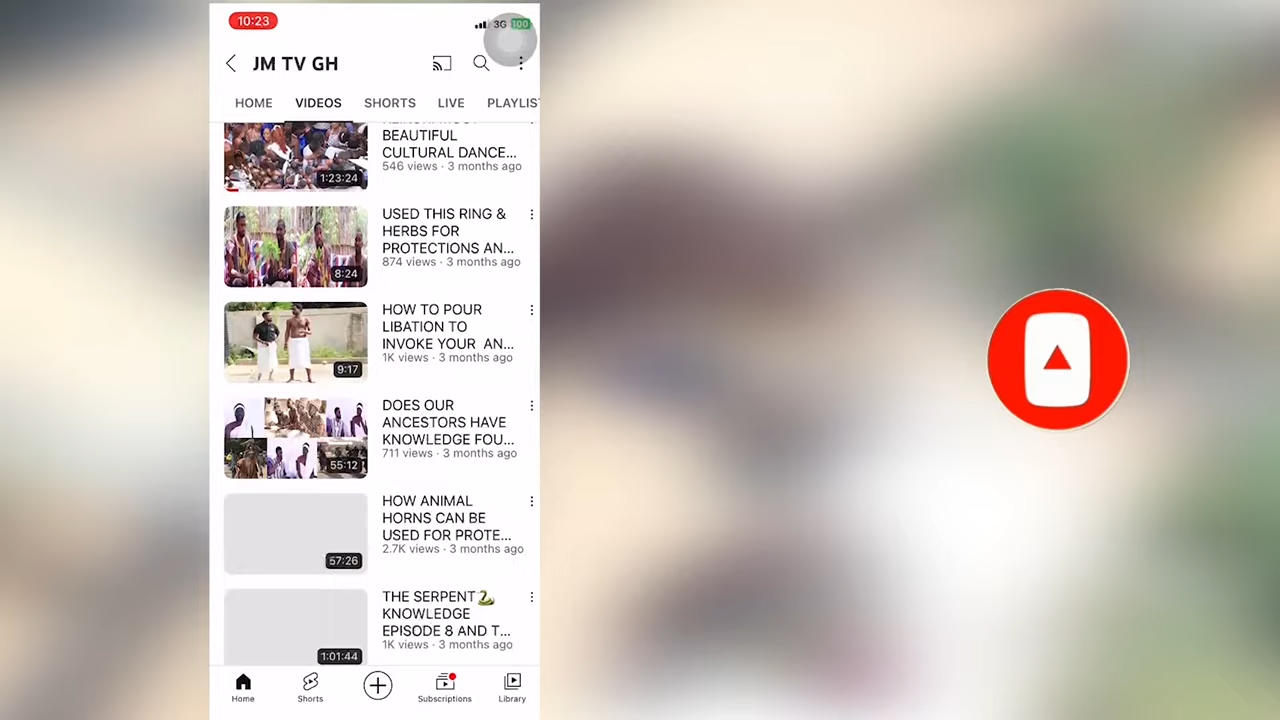 10:23
3G 100
JM TV GH
HOME VIDEOS SHORTS LIVE PLAYLIS
BEAUTIFUL
CULTURAL DANCE...
546 views · 3 months ago
1:23:24
USED THIS RING &
HERBS FOR
PROTECTIONS AN...
874 views · 3 months ago
8:24
HOW TO POUR
LIBATION TO
INVOKE YOUR AN...
1K views · 3 months ago
9:17
DOES OUR
ANCESTORS HAVE
KNOWLEDGE FOU...
711 views · 3 months ago
55:12
HOW ANIMAL
HORNS CAN BE
USED FOR PROTE...
2.7K views · 3 months ago
57:26
THE SERPENT🐍
KNOWLEDGE
EPISODE 8 AND T...
1K views · 3 months ago
1:01:44
Home Shorts Subscriptions Library